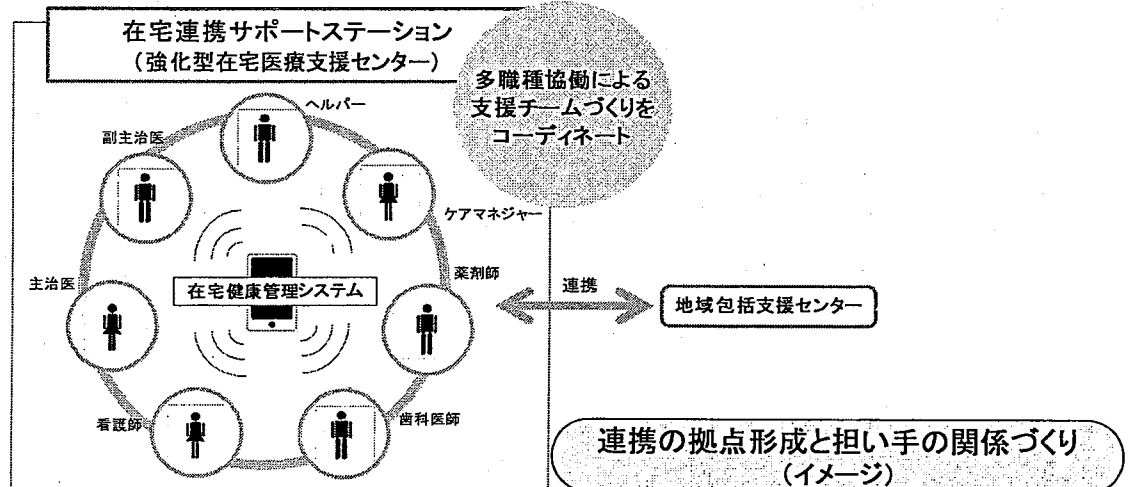 在宅連携サポートステーション
（強化型在宅医療支援センター）
多職種協働による
支援チームづくりを
コーディネート
ヘルパー
副主治医
ケアマネジャー
主治医
在宅健康管理システム
薬剤師
連携
地域包括支援センター
看護師
歯科医師
連携の拠点形成と担い手の関係づくり
（イメージ）